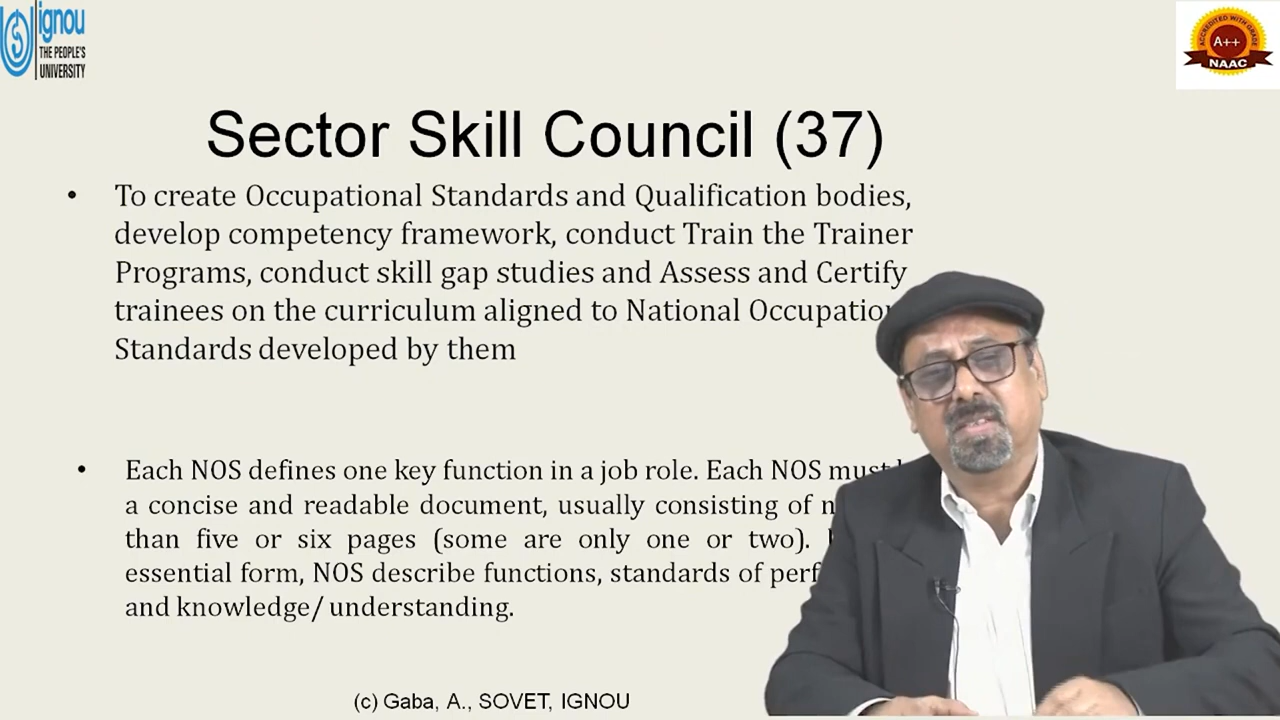 ignou
THE PEOPLE'S
UNIVERSITY
ACCREDITED WITH GRADE
A++
NAAC
Sector Skill Council (37)
• To create Occupational Standards and Qualification bodies,
develop competency framework, conduct Train the Trainer
Programs, conduct skill gap studies and Assess and Certify
trainees on the curriculum aligned to National
Standards developed by them
• Each NOS defines one key function in a job role. Each NOS must
a concise and readable document, usually consisting of
than five or six pages (some are only one or two).
essential form, NOS describe functions, standards of
and knowledge/ understanding.
(c) Gaba, A., SOVET, IGNOU